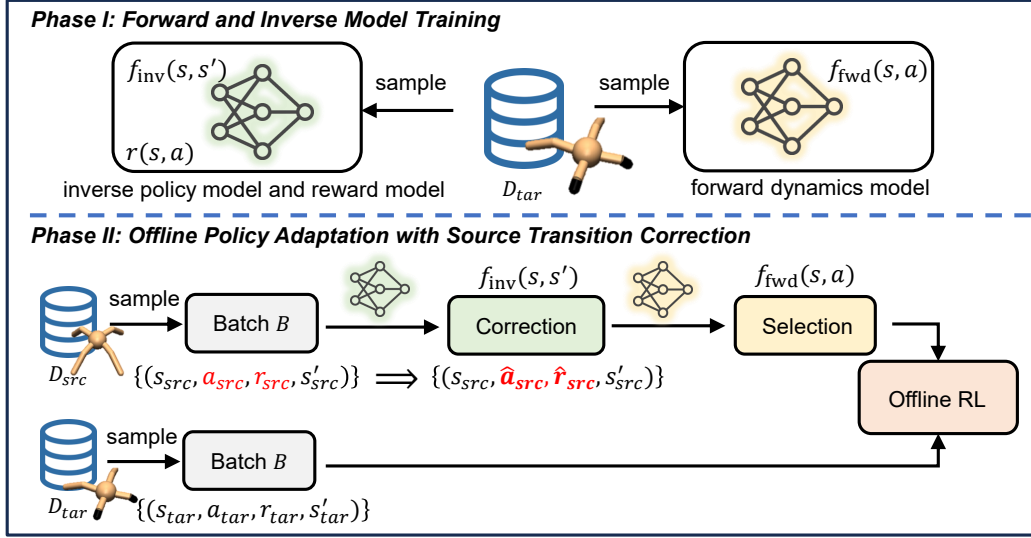 Phase I: Forward and Inverse Model Training
f_inv(s, s′)
r(s, a)
sample
sample
f_fwd(s, a)
D_tar
inverse policy model and reward model
forward dynamics model
Phase II: Offline Policy Adaptation with Source Transition Correction
sample
f_inv(s, s′)
f_fwd(s, a)
Batch B
Correction
Selection
D_src
{(s_src, a_src, r_src, s′_src)} ⟹ {(s_src, â_src, r̂_src, s′_src)}
Offline RL
sample
Batch B
D_tar
{(s_tar, a_tar, r_tar, s′_tar)}